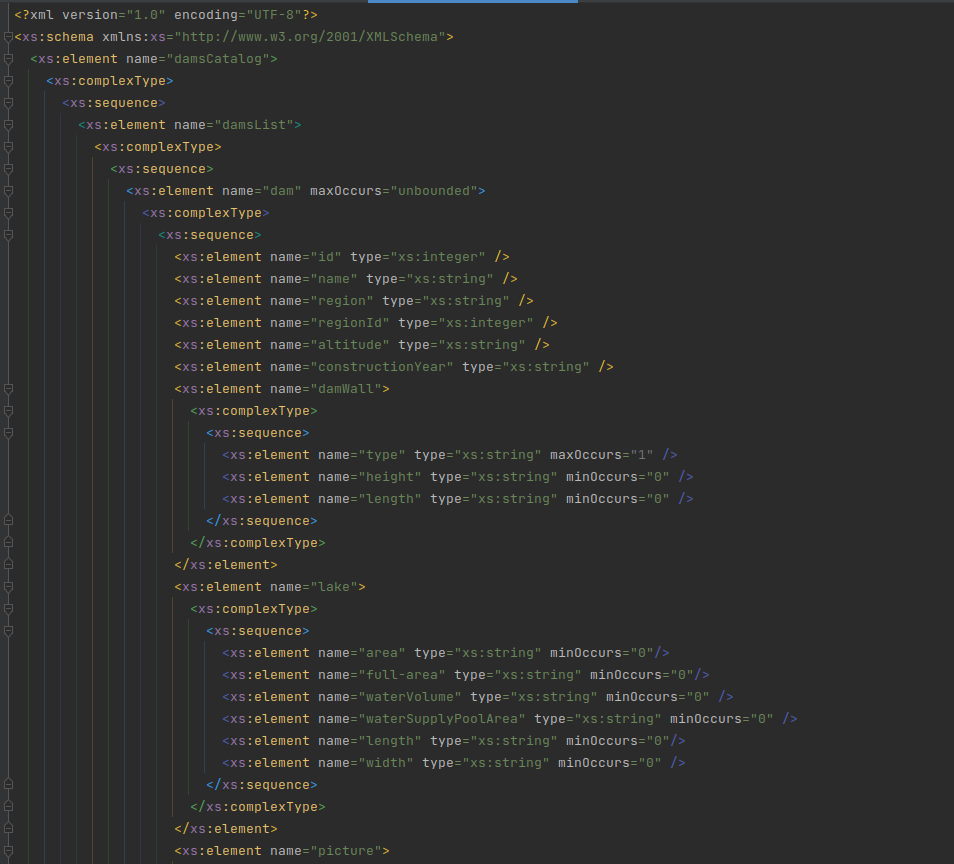 <?xml version="1.0" encoding="UTF-8"?>
<xs:schema xmlns:xs="http://www.w3.org/2001/XMLSchema">
<xs:element name="damsCatalog">
<xs:complexType>
<xs:sequence>
<xs:element name="damsList">
<xs:complexType>
<xs:sequence>
<xs:element name="dam" maxOccurs="unbounded">
<xs:complexType>
<xs:sequence>
<xs:element name="id" type="xs:integer" />
<xs:element name="name" type="xs:string" />
<xs:element name="region" type="xs:string" />
<xs:element name="regionId" type="xs:integer" />
<xs:element name="altitude" type="xs:string" />
<xs:element name="constructionYear" type="xs:string" />
<xs:element name="damWall">
<xs:complexType>
<xs:sequence>
<xs:element name="type" type="xs:string" maxOccurs="1" />
<xs:element name="height" type="xs:string" minOccurs="0" />
<xs:element name="length" type="xs:string" minOccurs="0" />
</xs:sequence>
</xs:complexType>
</xs:element>
<xs:element name="lake">
<xs:complexType>
<xs:sequence>
<xs:element name="area" type="xs:string" minOccurs="0"/>
<xs:element name="full-area" type="xs:string" minOccurs="0"/>
<xs:element name="waterVolume" type="xs:string" minOccurs="0" />
<xs:element name="waterSupplyPoolArea" type="xs:string" minOccurs="0" />
<xs:element name="length" type="xs:string" minOccurs="0"/>
<xs:element name="width" type="xs:string" minOccurs="0" />
</xs:sequence>
</xs:complexType>
</xs:element>
<xs:element name="picture">